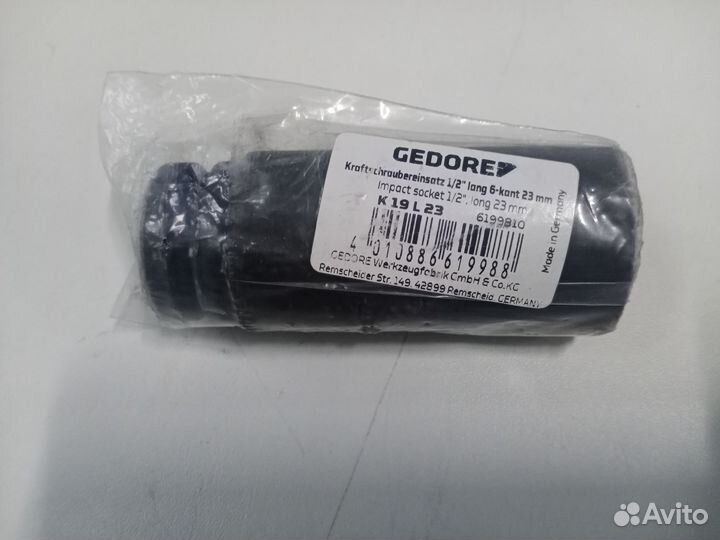 GEDORE
Kraftschraubereinsatz 1/2" lang 6-kant 23 mm
Impact socket 1/2", long 23 mm
K 19 L 23 6199810
4 010886 619988
GEDORE Werkzeugfabrik GmbH & Co.KG
Remscheider Str. 149, 42899 Remscheid, GERMANY
Made in Germany
Avito